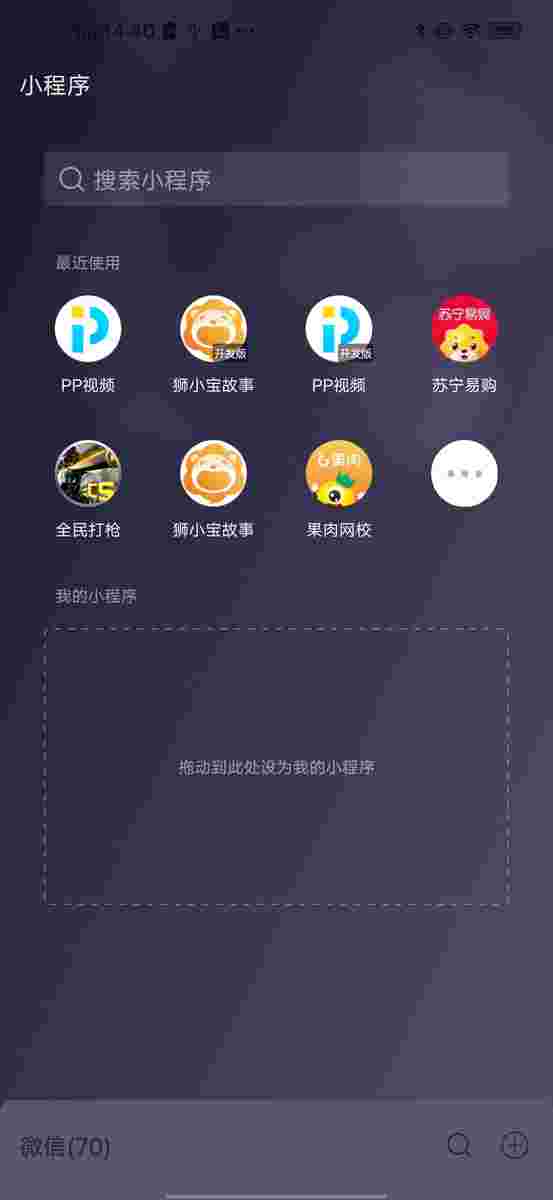 小程序
搜索小程序
最近使用
开发版
开发版
苏宁易购
PP视频
狮小宝故事
PP视频
苏宁易购
CS
果肉
全民打枪
狮小宝故事
果肉网校
我的小程序
拖动到此处设为我的小程序
微信(70)